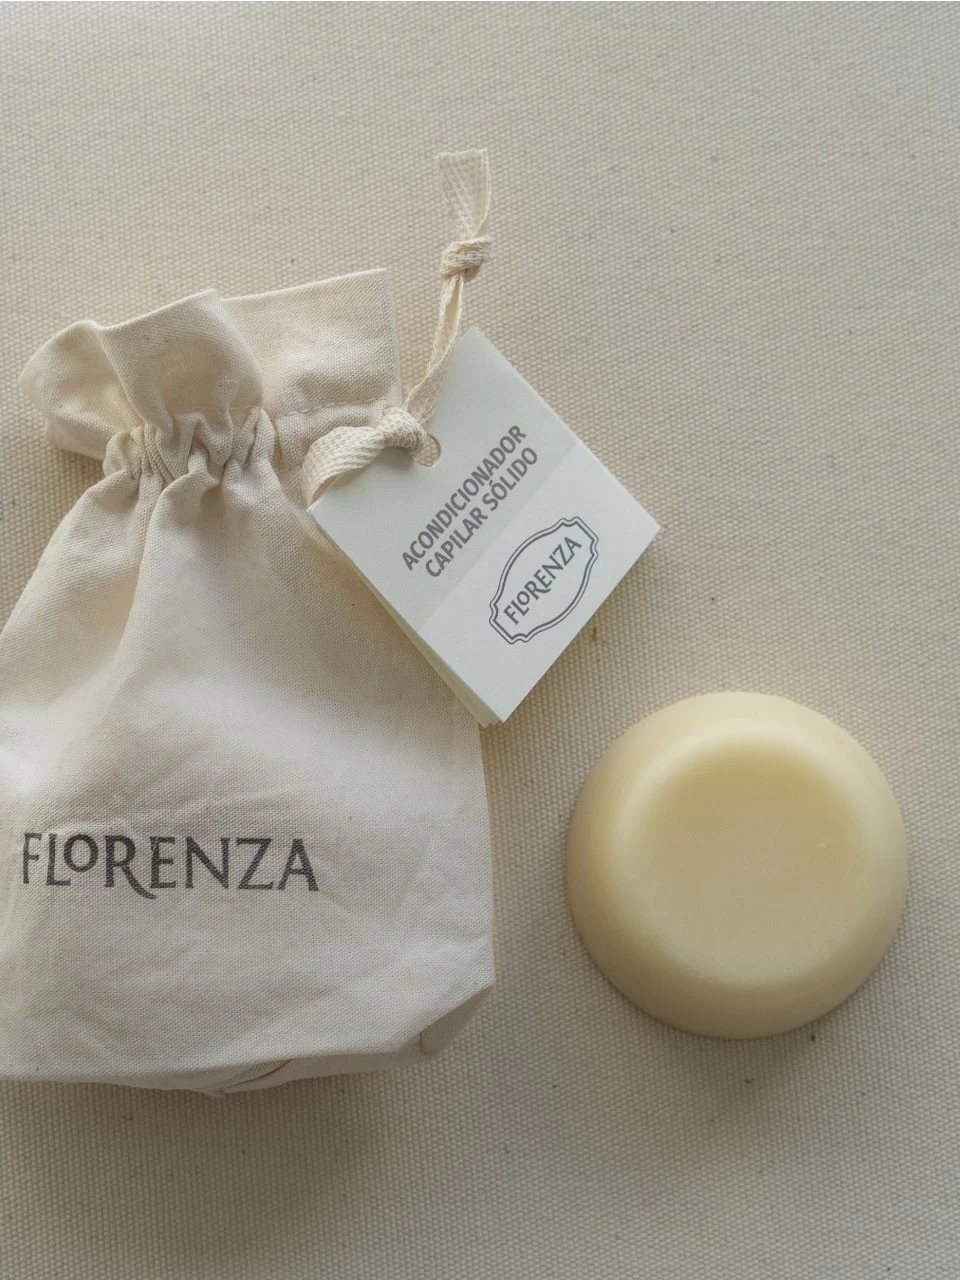 ACONDICIONADOR
CAPILAR SÓLIDO
FLORENZA
FLORENZA